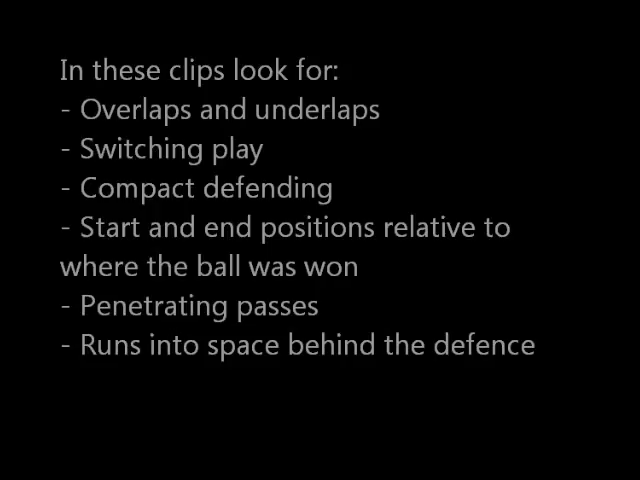 In these clips look for:
- Overlaps and underlaps
- Switching play
- Compact defending
- Start and end positions relative to
where the ball was won
- Penetrating passes
- Runs into space behind the defence